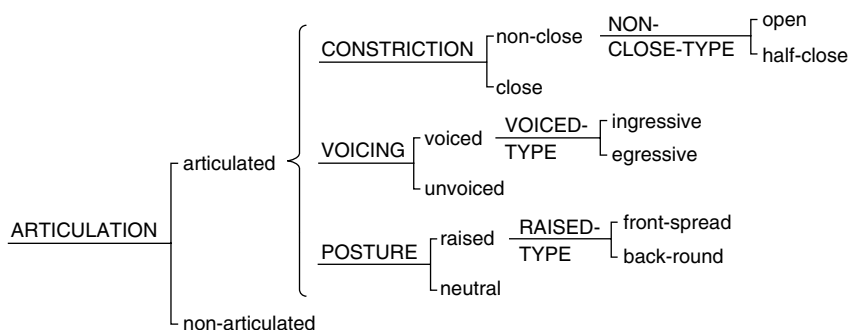 ARTICULATION
articulated
non-articulated
CONSTRICTION
non-close
close
NON-
CLOSE-TYPE
open
half-close
VOICING
voiced
unvoiced
VOICED-
TYPE
ingressive
egressive
POSTURE
raised
neutral
RAISED-
TYPE
front-spread
back-round